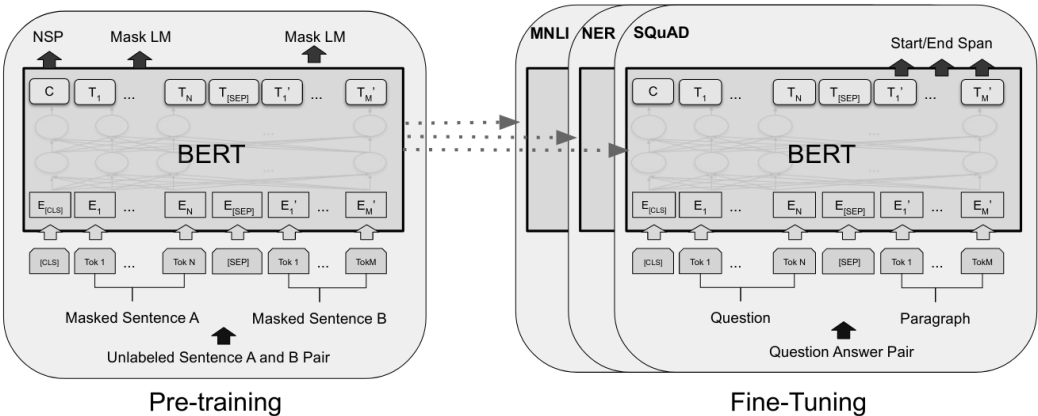 NSP Mask LM Mask LM
C T1 ... TN T[SEP] T1' ... TM'
...
...
BERT
E[CLS] E1 ... EN E[SEP] E1' ... EM'
[CLS] Tok 1 ... Tok N [SEP] Tok 1 ... TokM
Masked Sentence A Masked Sentence B
Unlabeled Sentence A and B Pair
Pre-training
MNLI NER SQuAD
Start/End Span
C T1 ... TN T[SEP] T1' ... TM'
...
...
BERT
E[CLS] E1 ... EN E[SEP] E1' ... EM'
[CLS] Tok 1 ... Tok N [SEP] Tok 1 ... TokM
Question Paragraph
Question Answer Pair
Fine-Tuning